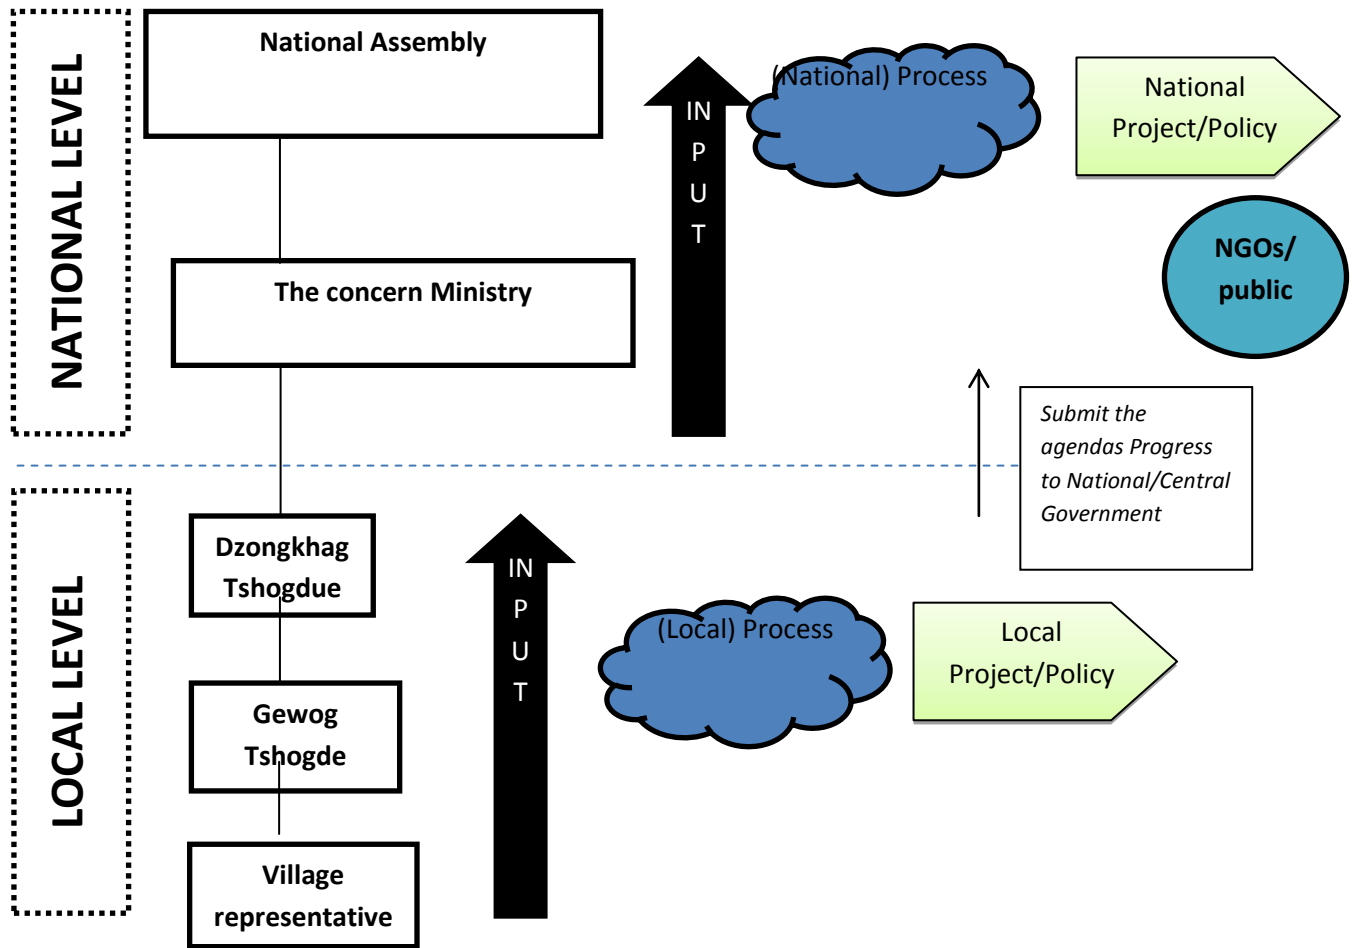 NATIONAL LEVEL
National Assembly
The concern Ministry
IN
P
U
T
(National) Process
National
Project/Policy
NGOs/
public
Submit the
agendas Progress
to National/Central
Government
LOCAL LEVEL
Dzongkhag
Tshogdue
Gewog
Tshogde
Village
representative
IN
P
U
T
(Local) Process
Local
Project/Policy